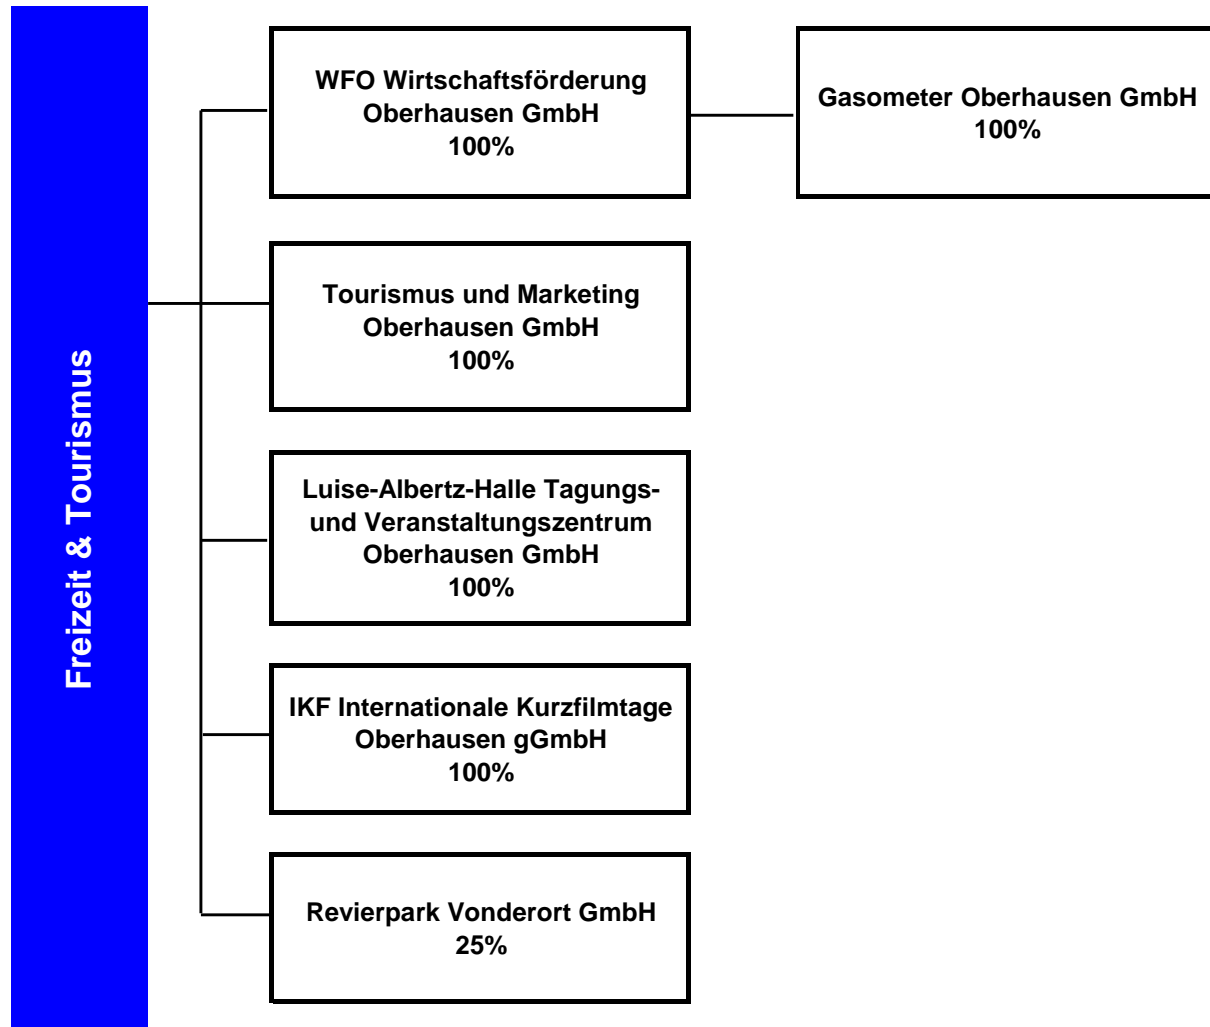 Freizeit & Tourismus
WFO Wirtschaftsförderung
Oberhausen GmbH
100%
Gasometer Oberhausen GmbH
100%
Tourismus und Marketing
Oberhausen GmbH
100%
Luise-Albertz-Halle Tagungs-
und Veranstaltungszentrum
Oberhausen GmbH
100%
IKF Internationale Kurzfilmtage
Oberhausen gGmbH
100%
Revierpark Vonderort GmbH
25%